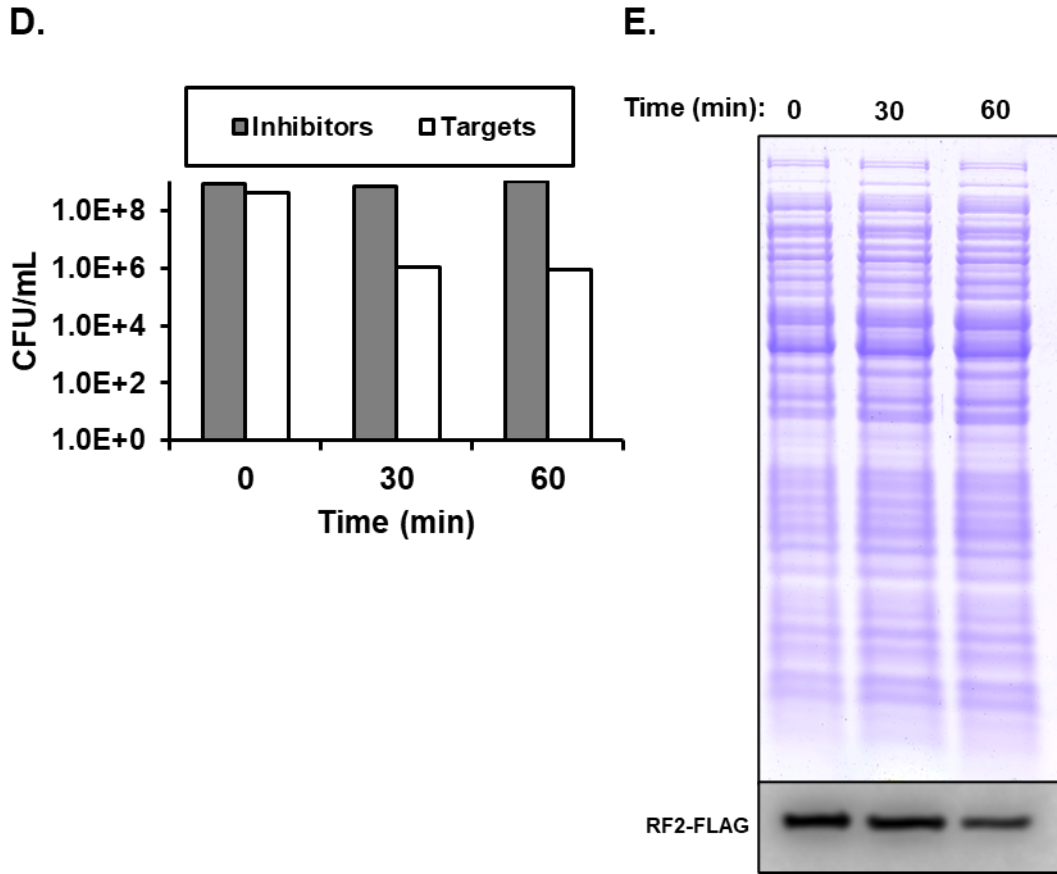 D.
Inhibitors Targets
1.0E+8
1.0E+6
1.0E+4
1.0E+2
1.0E+0
CFU/mL
0 30 60
Time (min)
E.
Time (min): 0 30 60
RF2-FLAG